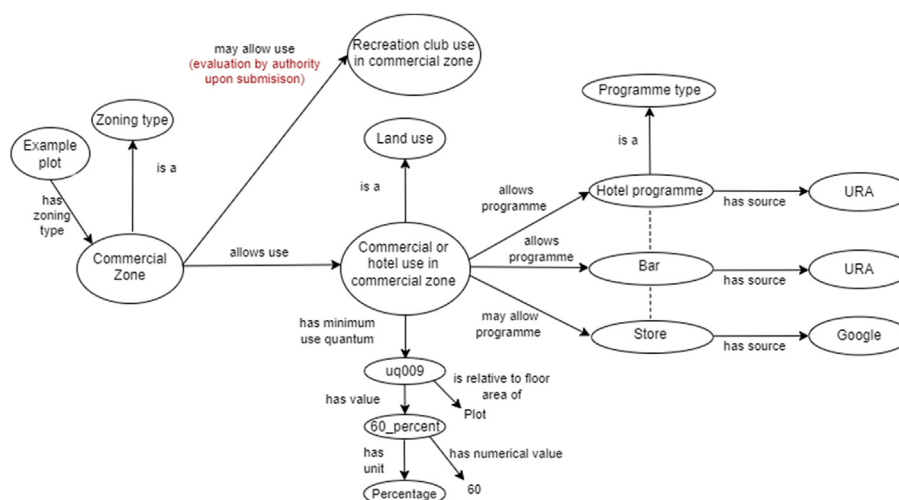 may allow use
(evaluation by authority
upon submisison)
Recreation club use
in commercial zone
Programme type
Zoning type
Example
plot
Land use
is a
is a
is a
has
zoning
type
allows
programme
Hotel programme
has source
URA
Commercial
Zone
allows use
Commercial or
hotel use in
commercial zone
allows
programme
Bar
has source
URA
may allow
programme
Store
has source
Google
has minimum
use quantum
uq009
is relative to floor
area of
Plot
has value
60_percent
has
unit
has numerical value
60
Percentage